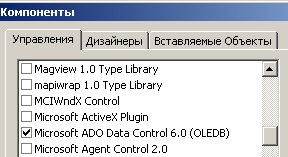 Компоненты
Управления Дизайнеры Вставляемые Объекты
Magview 1.0 Type Library
mapiwrap 1.0 Type Library
MCIWndX Control
Microsoft ActiveX Plugin
Microsoft ADO Data Control 6.0 (OLEDB)
Microsoft Agent Control 2.0